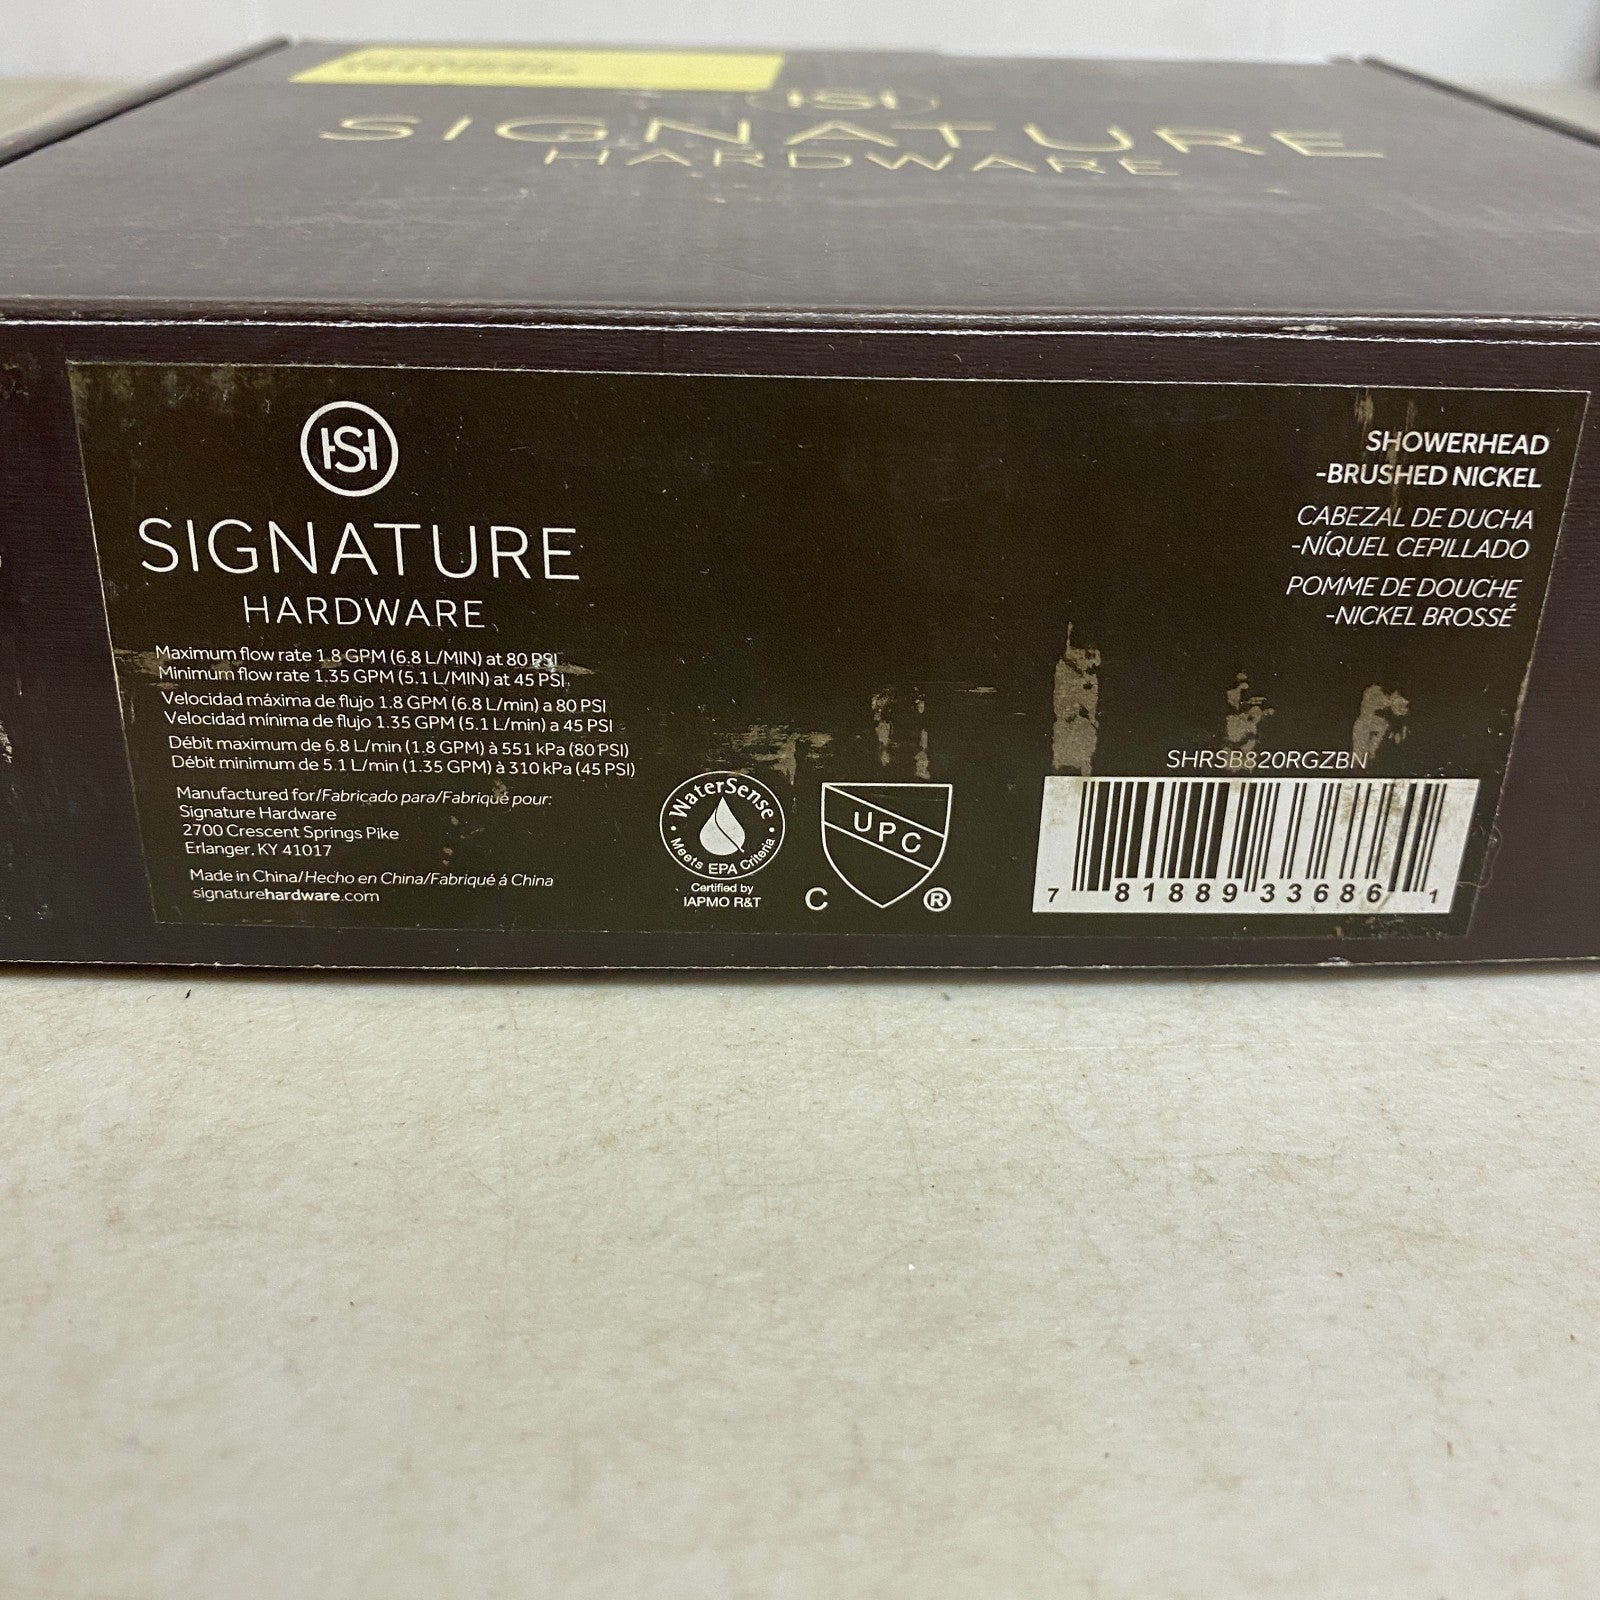 SH
SIGNATURE
HARDWARE
SH
SIGNATURE
HARDWARE
Maximum flow rate 1.8 GPM (6.8 L/MIN) at 80 PSI
Minimum flow rate 1.35 GPM (5.1 L/MIN) at 45 PSI
Velocidad máxima de flujo 1.8 GPM (6.8 L/min) a 80 PSI
Velocidad mínima de flujo 1.35 GPM (5.1 L/min) a 45 PSI
Débit maximum de 6.8 L/min (1.8 GPM) à 551 kPa (80 PSI)
Débit minimum de 5.1 L/min (1.35 GPM) à 310 kPa (45 PSI)
Manufactured for/Fabricado para/Fabriqué pour:
Signature Hardware
2700 Crescent Springs Pike
Erlanger, KY 41017
Made in China/Hecho en China/Fabriqué á China
signaturehardware.com
WaterSense
Meets EPA Criteria
Certified by
IAPMO R&T
UPC
C ®
SHOWERHEAD
-BRUSHED NICKEL
CABEZAL DE DUCHA
-NÍQUEL CEPILLADO
POMME DE DOUCHE
-NICKEL BROSSÉ
SHRSB820RGZBN
7 81889 33686 1